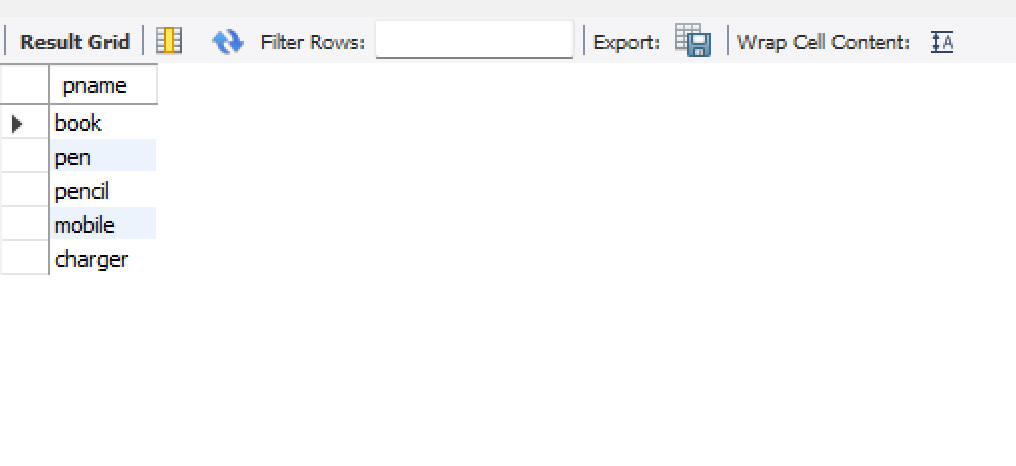 Result Grid Filter Rows: Export: Wrap Cell Content: A
pname
book
pen
pencil
mobile
charger